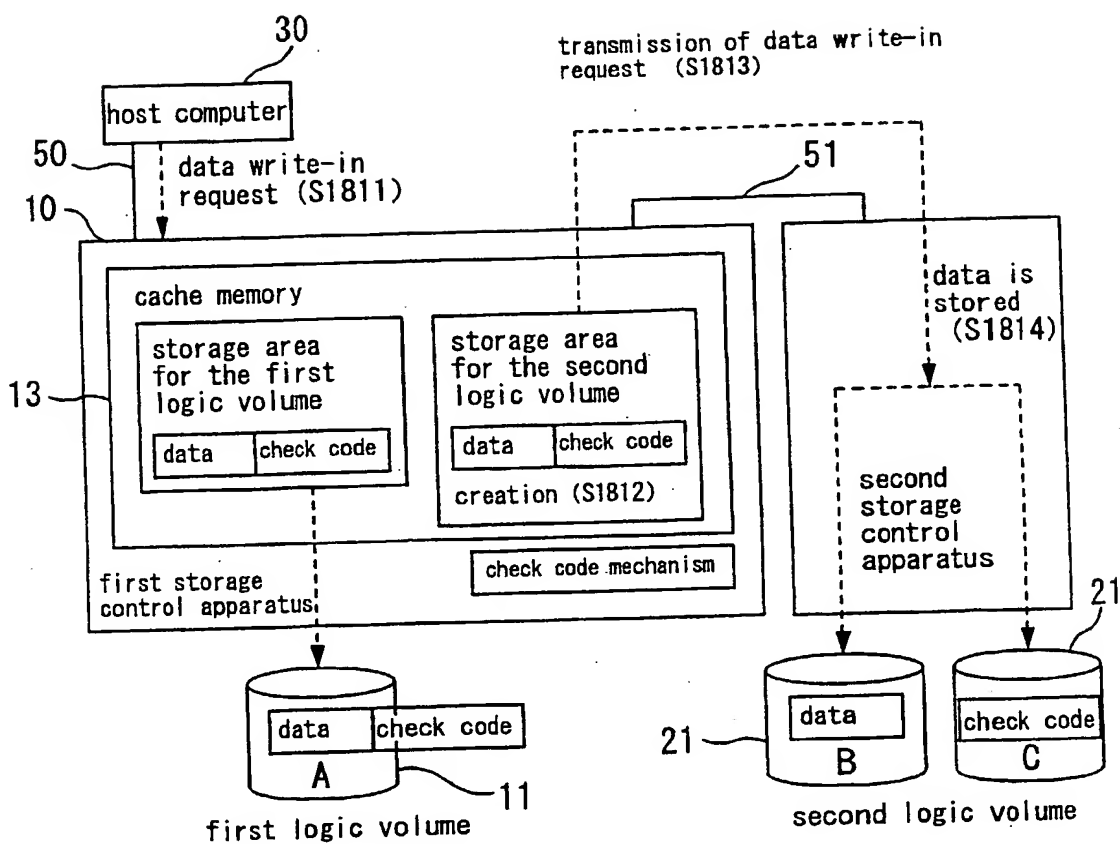 30
host computer
50
data write-in
request (S1811)
transmission of data write-in
request (S1813)
51
10
cache memory
13
storage area
for the first
logic volume
data
check code
storage area
for the second
logic volume
data
check code
creation (S1812)
check code mechanism
first storage
control apparatus
data is
stored
(S1814)
second
storage
control
apparatus
data
check code
A
11
first logic volume
21
data
B
21
check code
C
second logic volume